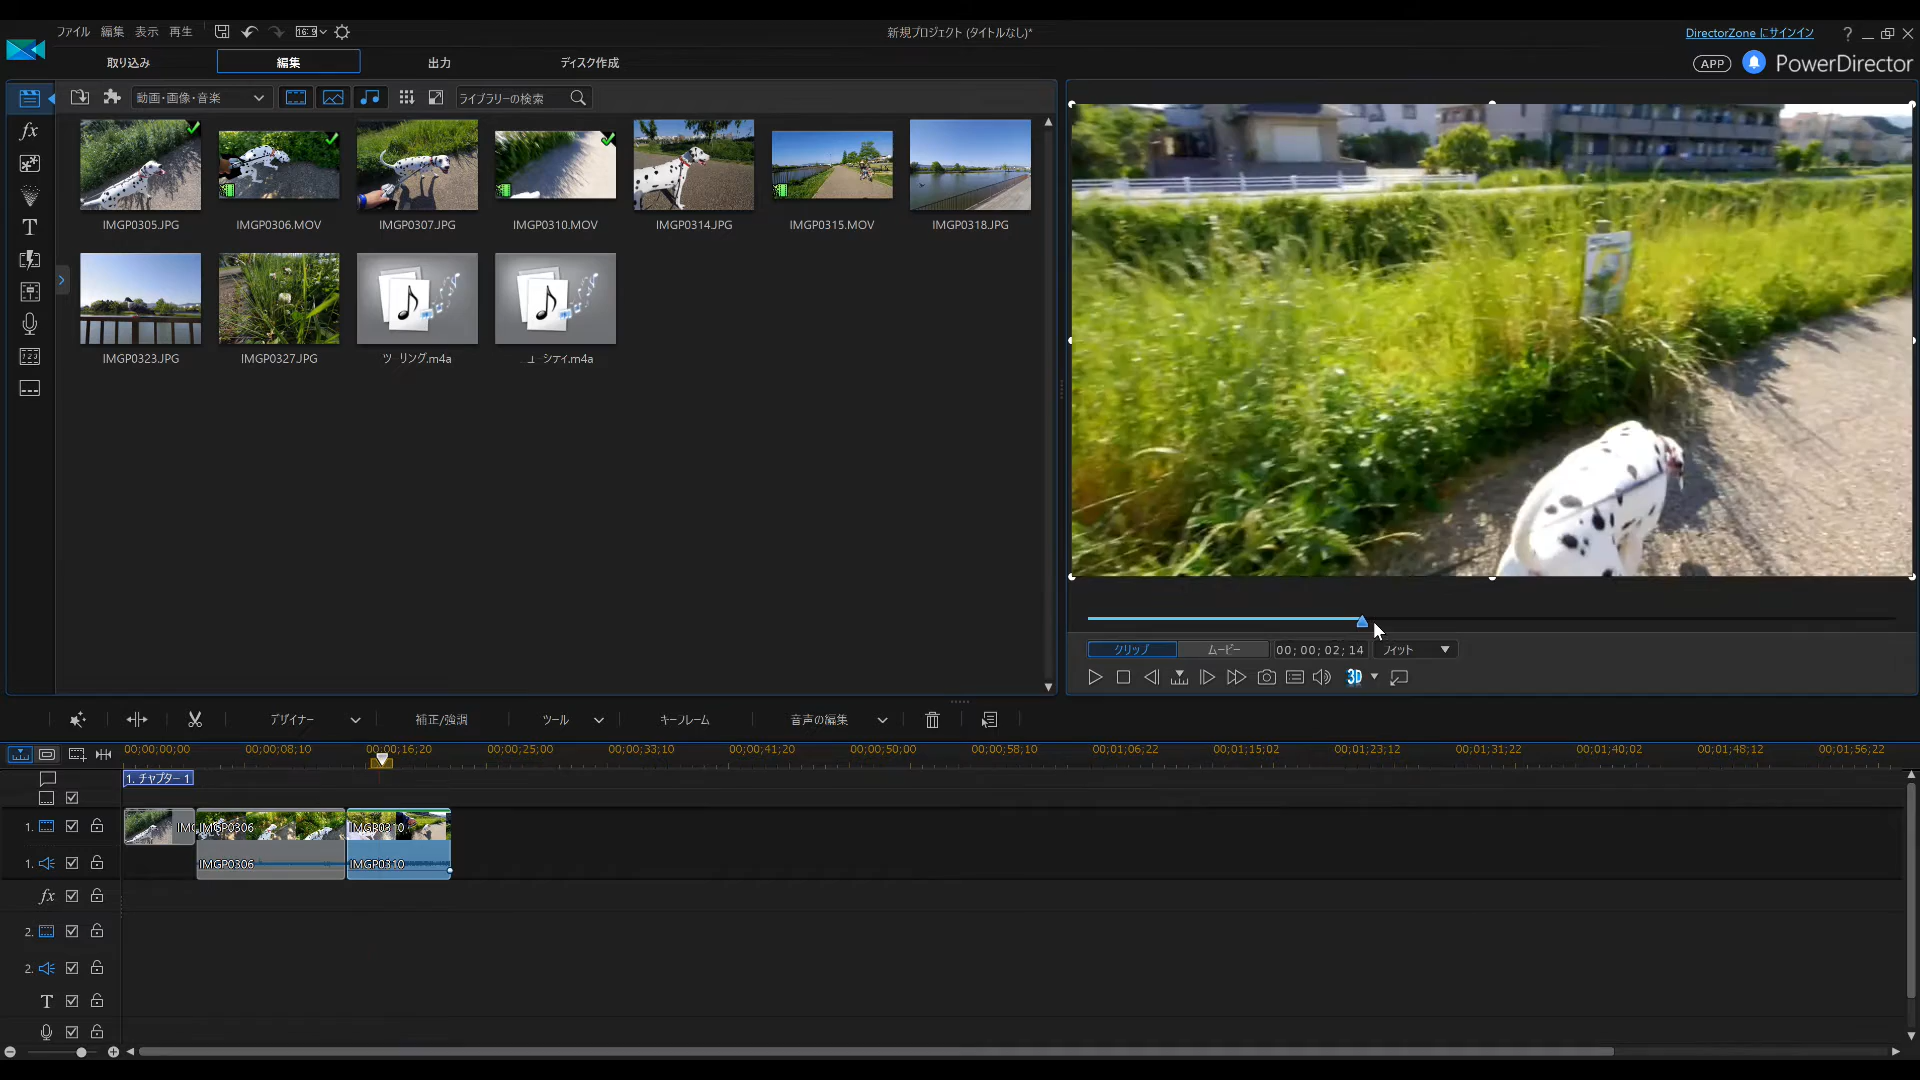 ファイル 編集 表示 再生 16:9 新規プロジェクト (タイトルなし)* DirectorZone にサインイン ?
取り込み 編集 出力 ディスク作成 APP PowerDirector
動画・画像・音楽 ライブラリーの検索
fx
T
IMGP0305.JPG IMGP0306.MOV IMGP0307.JPG IMGP0310.MOV IMGP0314.JPG IMGP0315.MOV IMGP0318.JPG
IMGP0323.JPG IMGP0327.JPG ツーリング.m4a ューシティ.m4a
クリップ ムービー 00; 00; 02; 14 フィット
3D
デザイナー 補正/強調 ツール キーフレーム 音声の編集
00;00;00;00 00;00;08;10 00;00;16;20 00;00;25;00 00;00;33;10 00;00;41;20 00;00;50;00 00;00;58;10 00;01;06;22 00;01;15;02 00;01;23;12 00;01;31;22 00;01;40;02 00;01;48;12 00;01;56;22
1. チャプター 1
1. IMGP0306 IMGP0310
1. IMGP0306 IMGP0310
fx
2.
2.
T